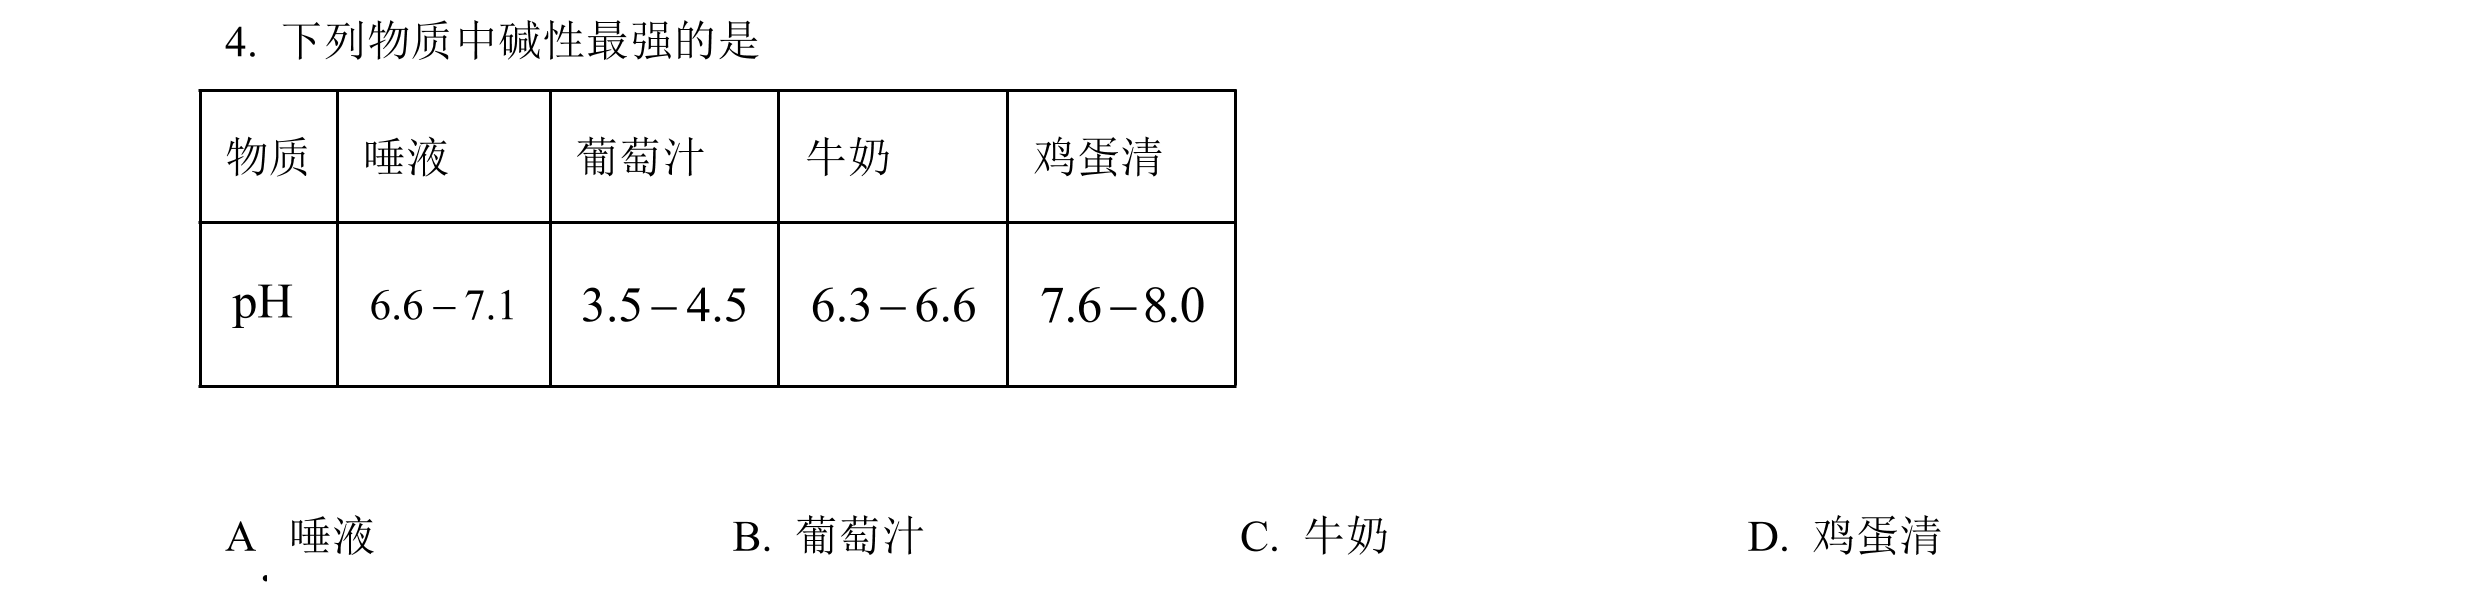 4. 下列物质中碱性最强的是
物质 唾液 葡萄汁 牛奶 鸡蛋清
pH 6.6－7.1 3.5－4.5 6.3－6.6 7.6－8.0
A. 唾液 B. 葡萄汁 C. 牛奶 D. 鸡蛋清